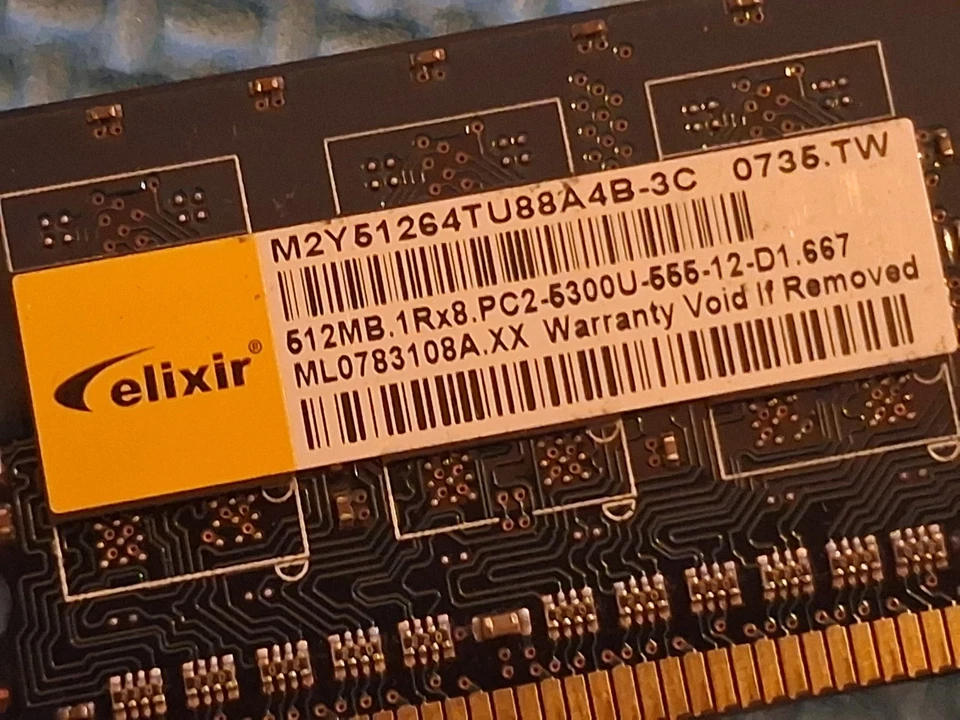 M2Y51264TU88A4B-3C 0735.TW
512MB.1Rx8.PC2-5300U-555-12-D1.667
ML0783108A.XX Warranty Void If Removed
elixir®